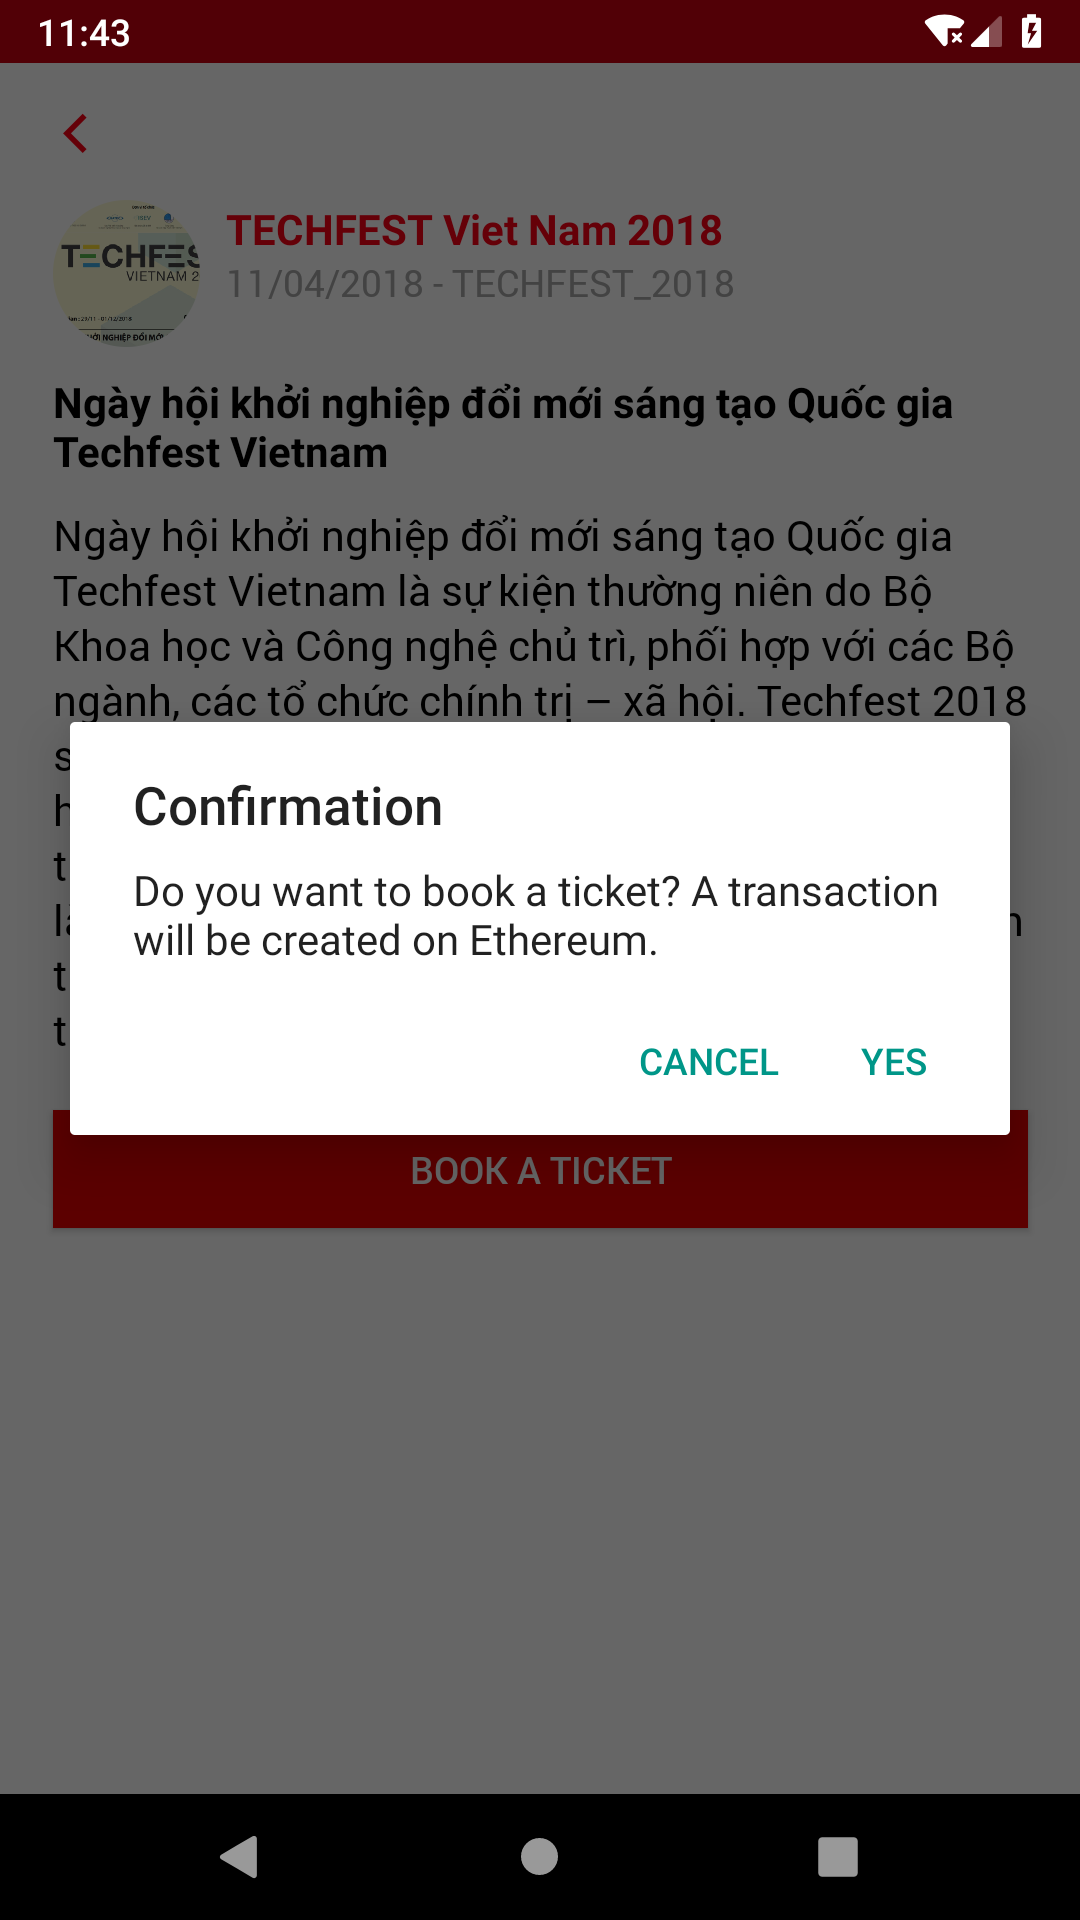 11:43
TECHFEST Viet Nam 2018
11/04/2018 - TECHFEST_2018
TECHFES
VIETNAM 2
Ngày hội khởi nghiệp đổi mới sáng tạo Quốc gia
Techfest Vietnam
Ngày hội khởi nghiệp đổi mới sáng tạo Quốc gia
Techfest Vietnam là sự kiện thường niên do Bộ
Khoa học và Công nghệ chủ trì, phối hợp với các Bộ
ngành, các tổ chức chính trị – xã hội. Techfest 2018
Confirmation
Do you want to book a ticket? A transaction
will be created on Ethereum.
CANCEL YES
BOOK A TICKET